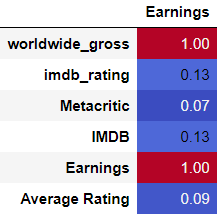 Earnings
worldwide_gross 1.00
imdb_rating 0.13
Metacritic 0.07
IMDB 0.13
Earnings 1.00
Average Rating 0.09